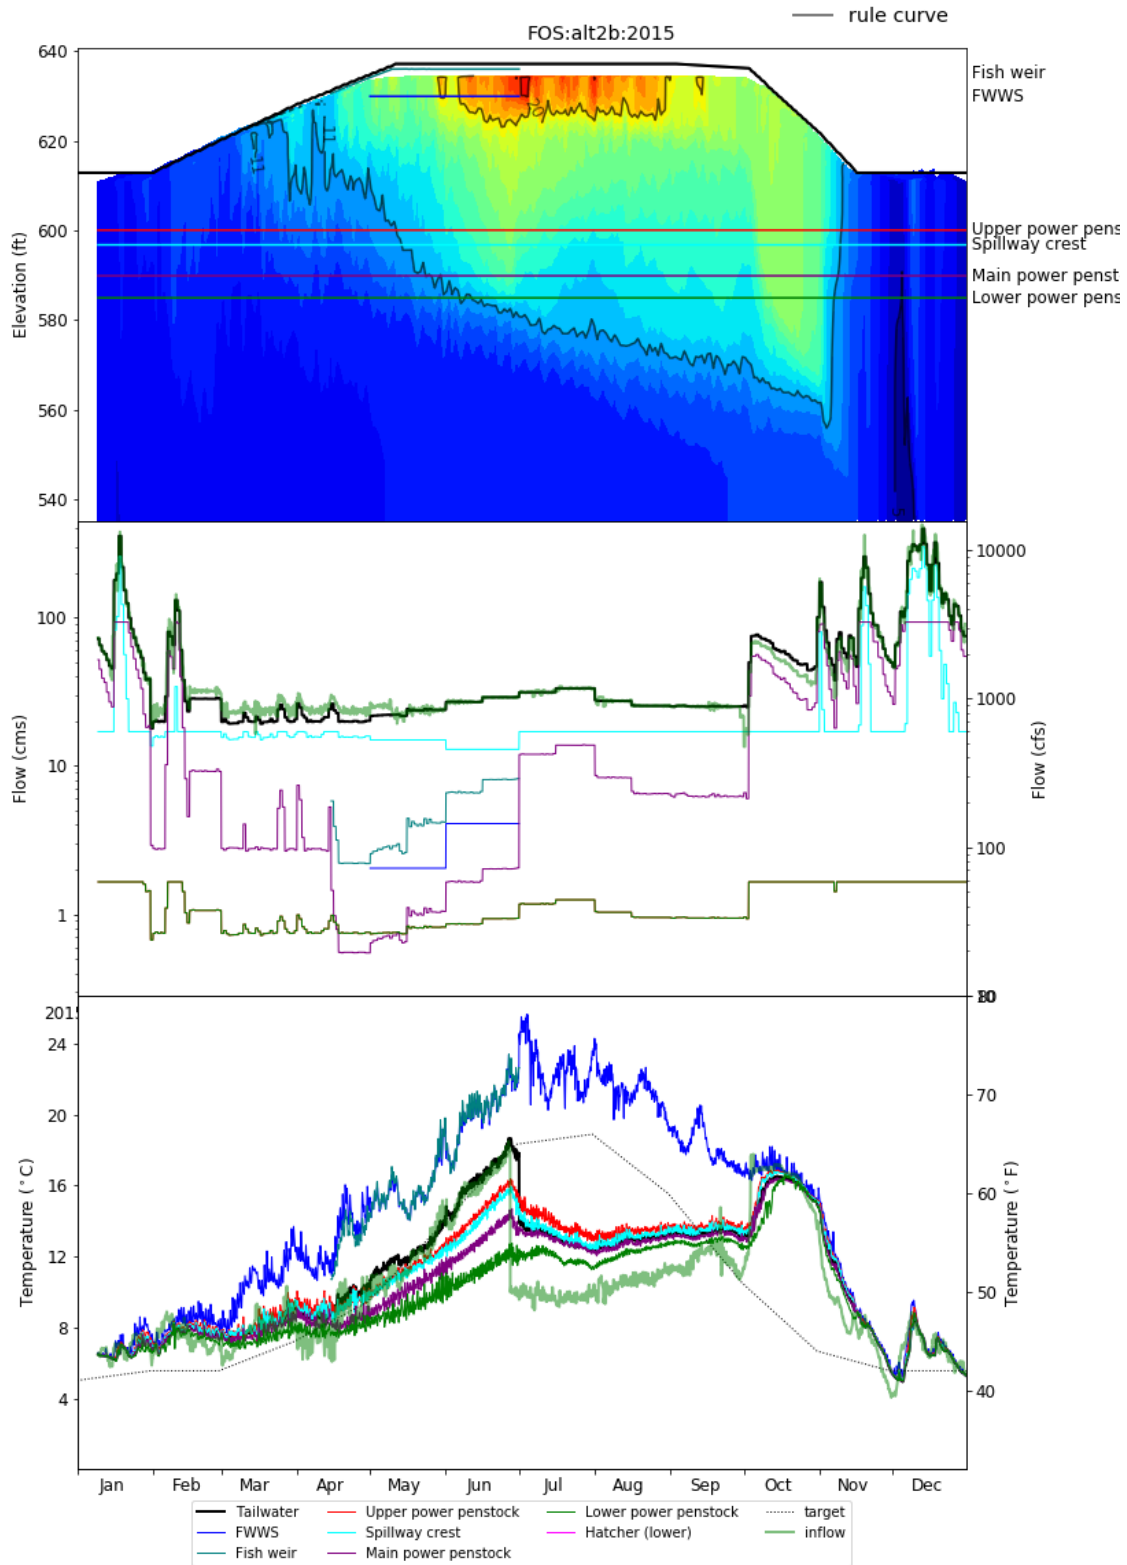 rule curve
FOS:alt2b:2015
640
620
600
580
560
540
Elevation (ft)
Fish weir
FWWS
Upper power pens
Spillway crest
Main power penst
Lower power pens
11
11
20
100
10
1
Flow (cms)
10000
1000
100
Flow (cfs)
2015
24
20
16
12
8
4
Temperature (°C)
80
70
60
50
40
Temperature (°F)
Jan Feb Mar Apr May Jun Jul Aug Sep Oct Nov Dec
Tailwater Upper power penstock Lower power penstock target
FWWS Spillway crest Hatcher (lower) inflow
Fish weir Main power penstock